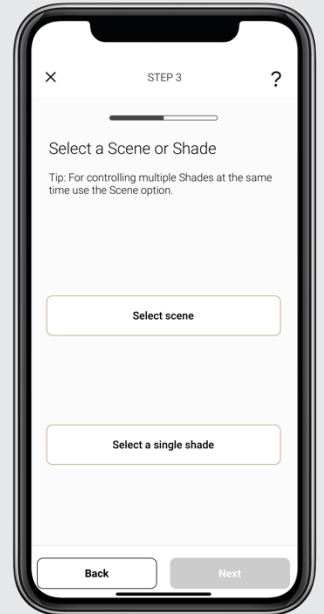 STEP 3
?
Select a Scene or Shade
Tip: For controlling multiple Shades at the same
time use the Scene option.
Select scene
Select a single shade
Back
Next